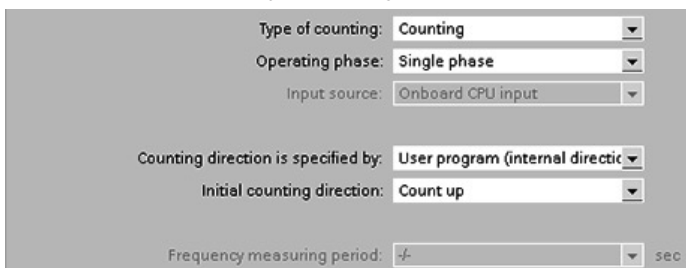 Type of counting: Counting
Operating phase: Single phase
Input source: Onboard CPU input
Counting direction is specified by: User program (internal directic
Initial counting direction: Count up
Frequency measuring period: -/- sec